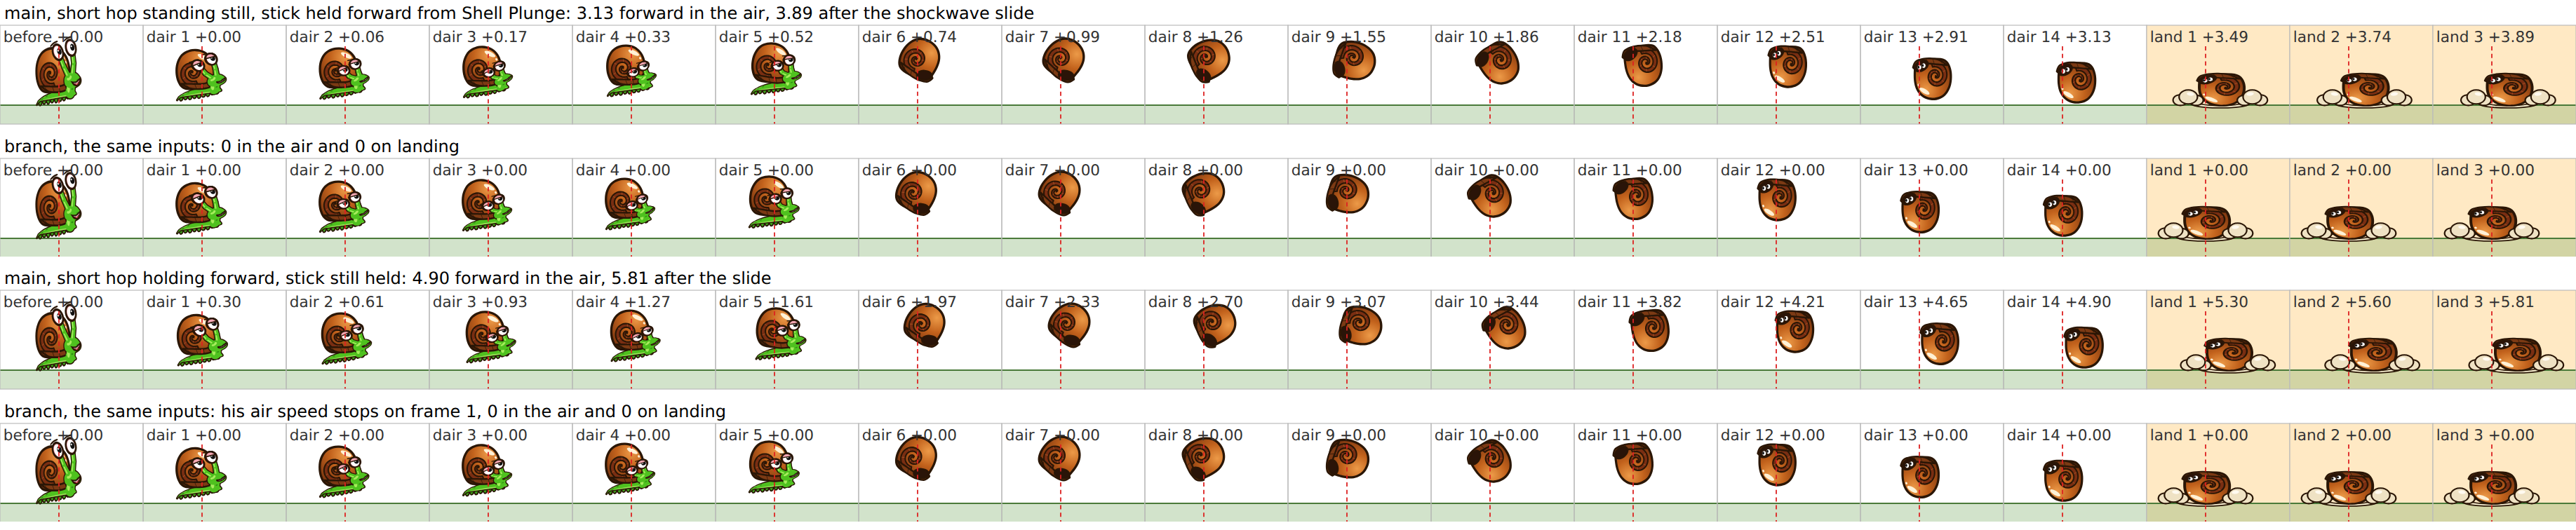 main, short hop standing still, stick held forward from Shell Plunge: 3.13 forward in the air, 3.89 after the shockwave slide
before +0.00 dair 1 +0.00 dair 2 +0.06 dair 3 +0.17 dair 4 +0.33 dair 5 +0.52 dair 6 +0.74 dair 7 +0.99 dair 8 +1.26 dair 9 +1.55 dair 10 +1.86 dair 11 +2.18 dair 12 +2.51 dair 13 +2.91 dair 14 +3.13 land 1 +3.49 land 2 +3.74 land 3 +3.89
branch, the same inputs: 0 in the air and 0 on landing
before +0.00 dair 1 +0.00 dair 2 +0.00 dair 3 +0.00 dair 4 +0.00 dair 5 +0.00 dair 6 +0.00 dair 7 +0.00 dair 8 +0.00 dair 9 +0.00 dair 10 +0.00 dair 11 +0.00 dair 12 +0.00 dair 13 +0.00 dair 14 +0.00 land 1 +0.00 land 2 +0.00 land 3 +0.00
main, short hop holding forward, stick still held: 4.90 forward in the air, 5.81 after the slide
before +0.00 dair 1 +0.30 dair 2 +0.61 dair 3 +0.93 dair 4 +1.27 dair 5 +1.61 dair 6 +1.97 dair 7 +2.33 dair 8 +2.70 dair 9 +3.07 dair 10 +3.44 dair 11 +3.82 dair 12 +4.21 dair 13 +4.65 dair 14 +4.90 land 1 +5.30 land 2 +5.60 land 3 +5.81
branch, the same inputs: his air speed stops on frame 1, 0 in the air and 0 on landing
before +0.00 dair 1 +0.00 dair 2 +0.00 dair 3 +0.00 dair 4 +0.00 dair 5 +0.00 dair 6 +0.00 dair 7 +0.00 dair 8 +0.00 dair 9 +0.00 dair 10 +0.00 dair 11 +0.00 dair 12 +0.00 dair 13 +0.00 dair 14 +0.00 land 1 +0.00 land 2 +0.00 land 3 +0.00